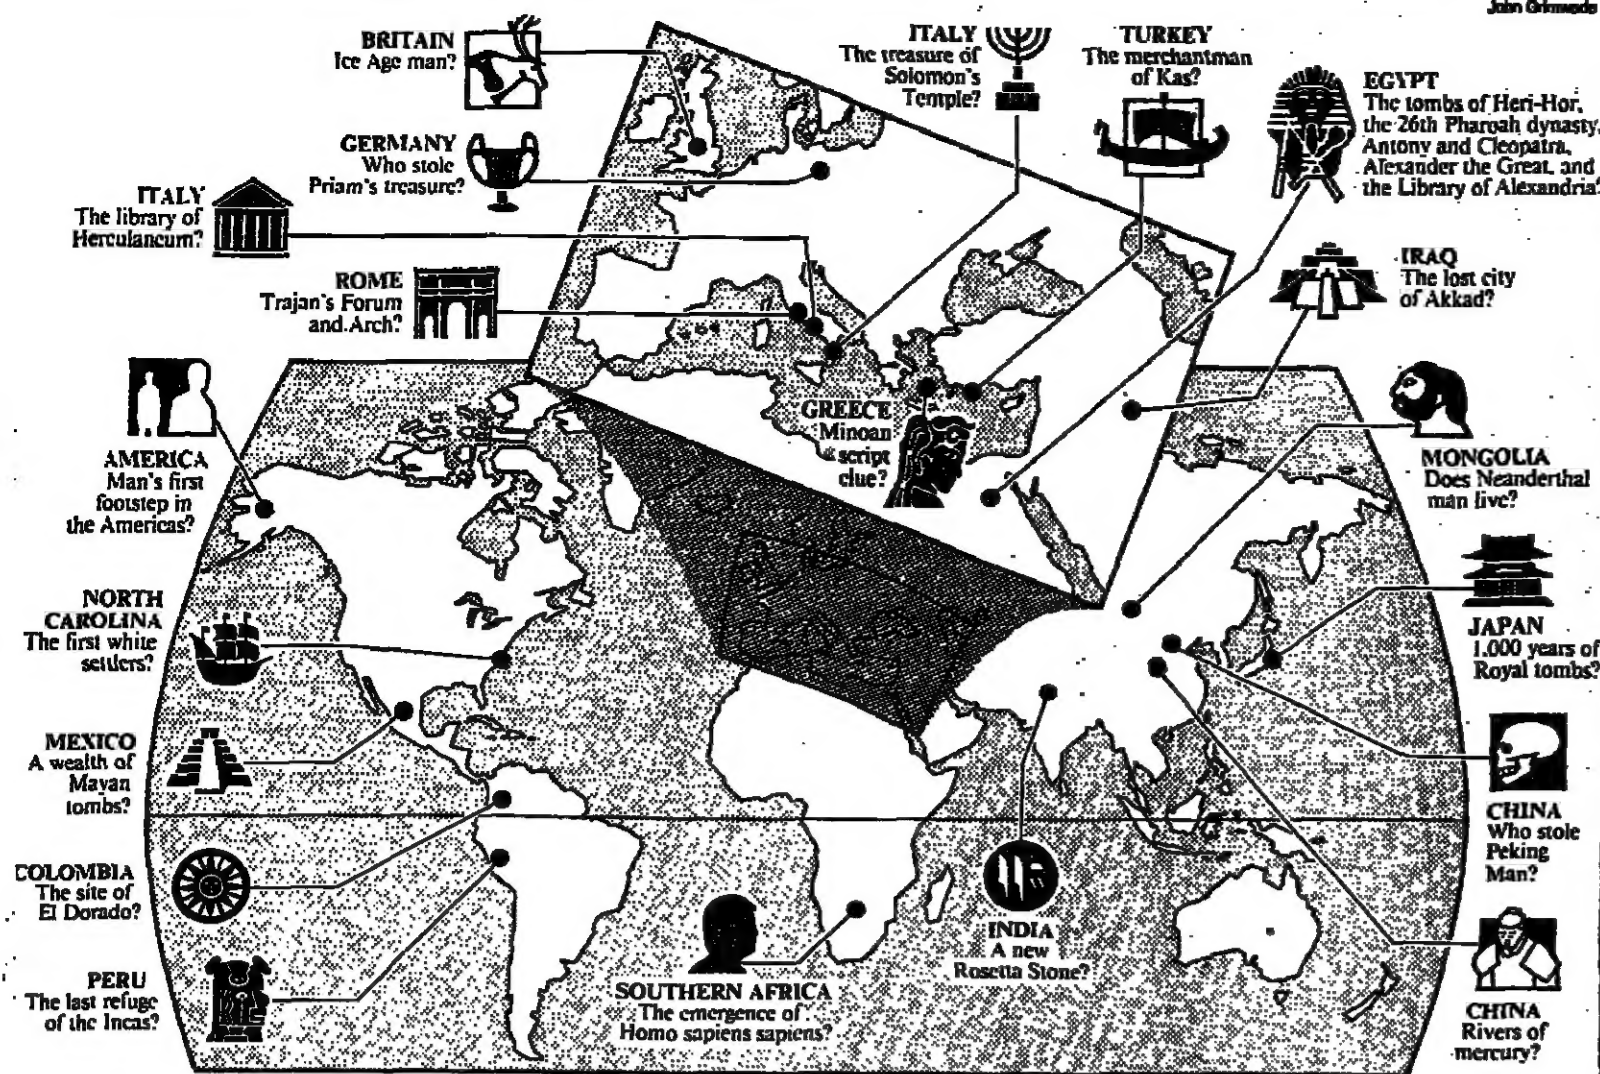 John Grimwade
BRITAIN
Ice Age man?
GERMANY
Who stole
Priam's treasure?
ITALY
The library of
Herculaneum?
ROME
Trajan's Forum
and Arch?
ITALY
The treasure of
Solomon's
Temple?
TURKEY
The merchantman
of Kas?
EGYPT
The tombs of Heri-Hor,
the 26th Pharoah dynasty,
Antony and Cleopatra,
Alexander the Great, and
the Library of Alexandria?
IRAQ
The lost city
of Akkad?
GREECE
Minoan
script
clue?
AMERICA
Man's first
footstep in
the Americas?
NORTH
CAROLINA
The first white
settlers?
MEXICO
A wealth of
Mayan
tombs?
COLOMBIA
The site of
El Dorado?
PERU
The last refuge
of the Incas?
SOUTHERN AFRICA
The emergence of
Homo sapiens sapiens?
INDIA
A new
Rosetta Stone?
MONGOLIA
Does Neanderthal
man live?
JAPAN
1,000 years of
Royal tombs?
CHINA
Who stole
Peking
Man?
CHINA
Rivers of
mercury?